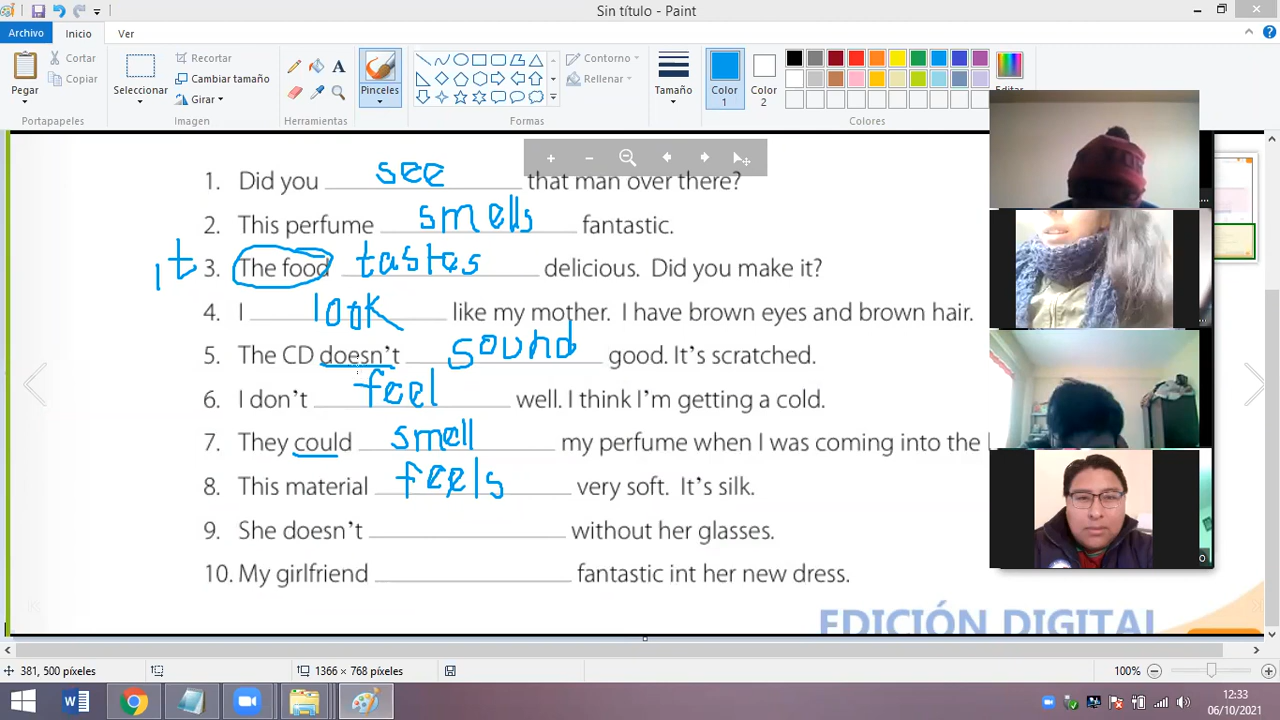 Sin título - Paint
Archivo Inicio Ver
Pegar
Cortar
Copiar
Portapapeles
Seleccionar
Recortar
Cambiar tamaño
Girar
Imagen
Herramientas
Pinceles
Formas
Contorno
Rellenar
Tamaño
Color 1
Color 2
Colores
1. Did you see that man over there?
2. This perfume smells fantastic.
it 3. The food tastes delicious. Did you make it?
4. I look like my mother. I have brown eyes and brown hair.
5. The CD doesn't sound good. It's scratched.
6. I don't feel well. I think I'm getting a cold.
7. They could smell my perfume when I was coming into the
8. This material feels very soft. It's silk.
9. She doesn't without her glasses.
10. My girlfriend fantastic int her new dress.
EDICIÓN DIGITAL
381, 500 píxeles 1366 × 768 píxeles 100%
12:33
06/10/2021